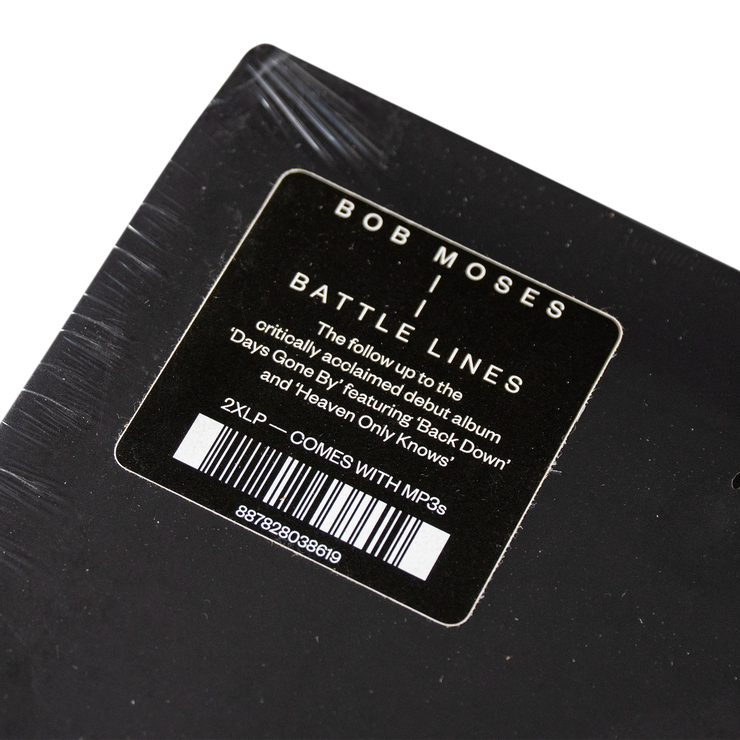 BOB MOSES
BATTLE LINES
The follow up to the
critically acclaimed debut album
‘Days Gone By’ featuring ‘Back Down’
and ‘Heaven Only Knows’
2XLP — COMES WITH MP3s
887828038619